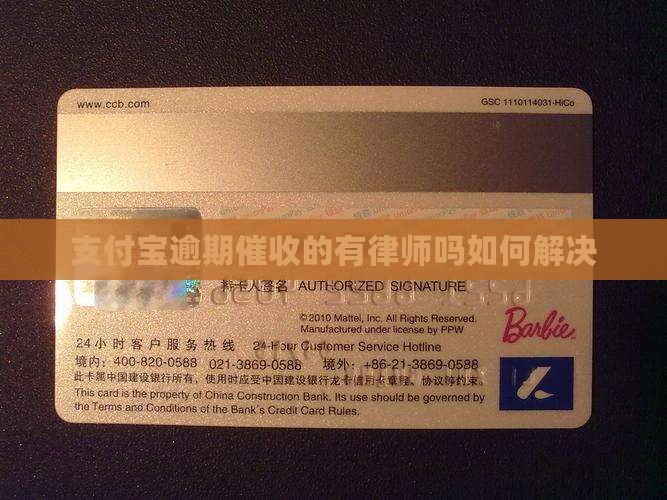 www.ccb.com
GSC 1110114031-HiCo
支付宝逾期催收的有律师吗如何解决
持卡人签名 AUTHORIZED SIGNATURE
©2010 Mattel, Inc. All Rights Reserved.
Manufactured under license by PPW
Barbie
24小时客户服务热线 24-Hour Customer Service Hotline
境内：400-820-0588 021-3869-0588 境外：+86-21-3869-0588
此卡属中国建设银行所有，使用时应受中国建设银行龙卡信用卡章程、协议等约束。
This card is the property of China Construction Bank. Its use should be governed by
the Terms and Conditions of the Bank's Credit Card Rules.